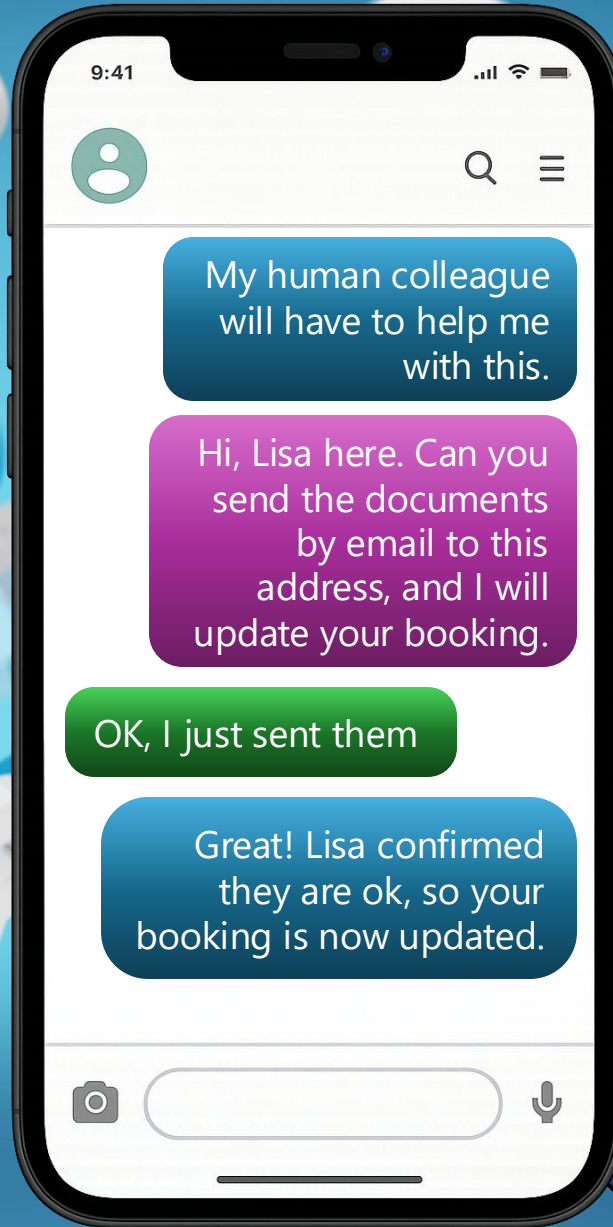 9:41
My human colleague
will have to help me
with this.
Hi, Lisa here. Can you
send the documents
by email to this
address, and I will
update your booking.
OK, I just sent them
Great! Lisa confirmed
they are ok, so your
booking is now updated.